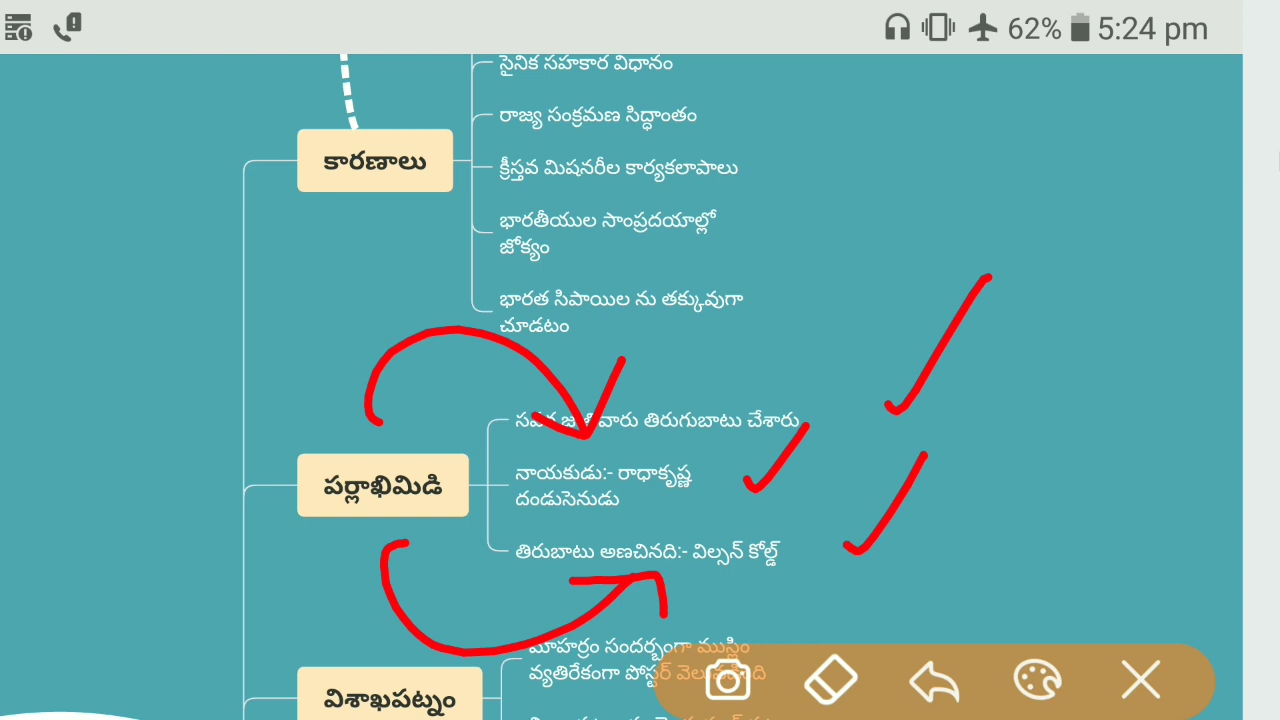 62% 5:24 pm
సైనిక సహకార విధానం
రాజ్య సంక్రమణ సిద్ధాంతం
కారణాలు
క్రీస్తవ మిషనరీల కార్యకలాపాలు
భారతీయుల సాంప్రదయాల్లో
జోక్యం
భారత సిపాయిల ను తక్కువుగా
చూడటం
తిరుగుబాటు చేశారు
పర్లాఖిమిడి
నాయకుడు:- రాధాకృష్ణ
దండుసెనుడు
తిరుబాటు అణచినది:- విల్సన్ కోల్డ్
మాహర్రం సందర్భంగా ముస్లిం
వ్యతిరేకంగా పోస్టర్
విశాఖపట్నం